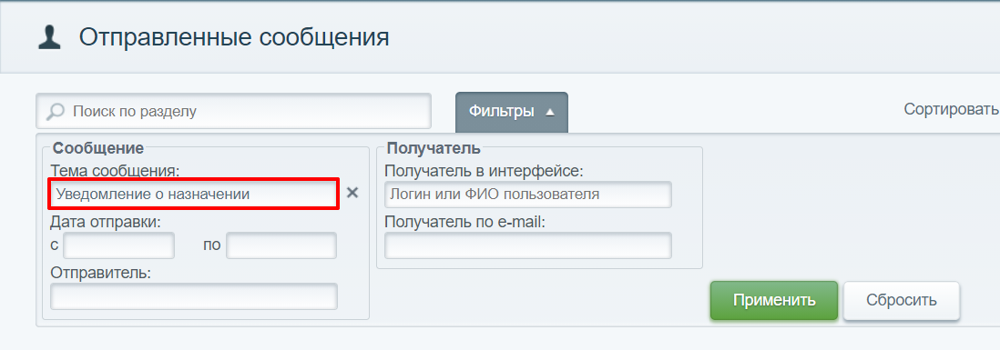 Отправленные сообщения
Поиск по разделу
Фильтры
Сортировать
Сообщение
Тема сообщения:
Уведомление о назначении
Дата отправки:
с
по
Отправитель:
Получатель
Получатель в интерфейсе:
Логин или ФИО пользователя
Получатель по e-mail:
Применить
Сбросить